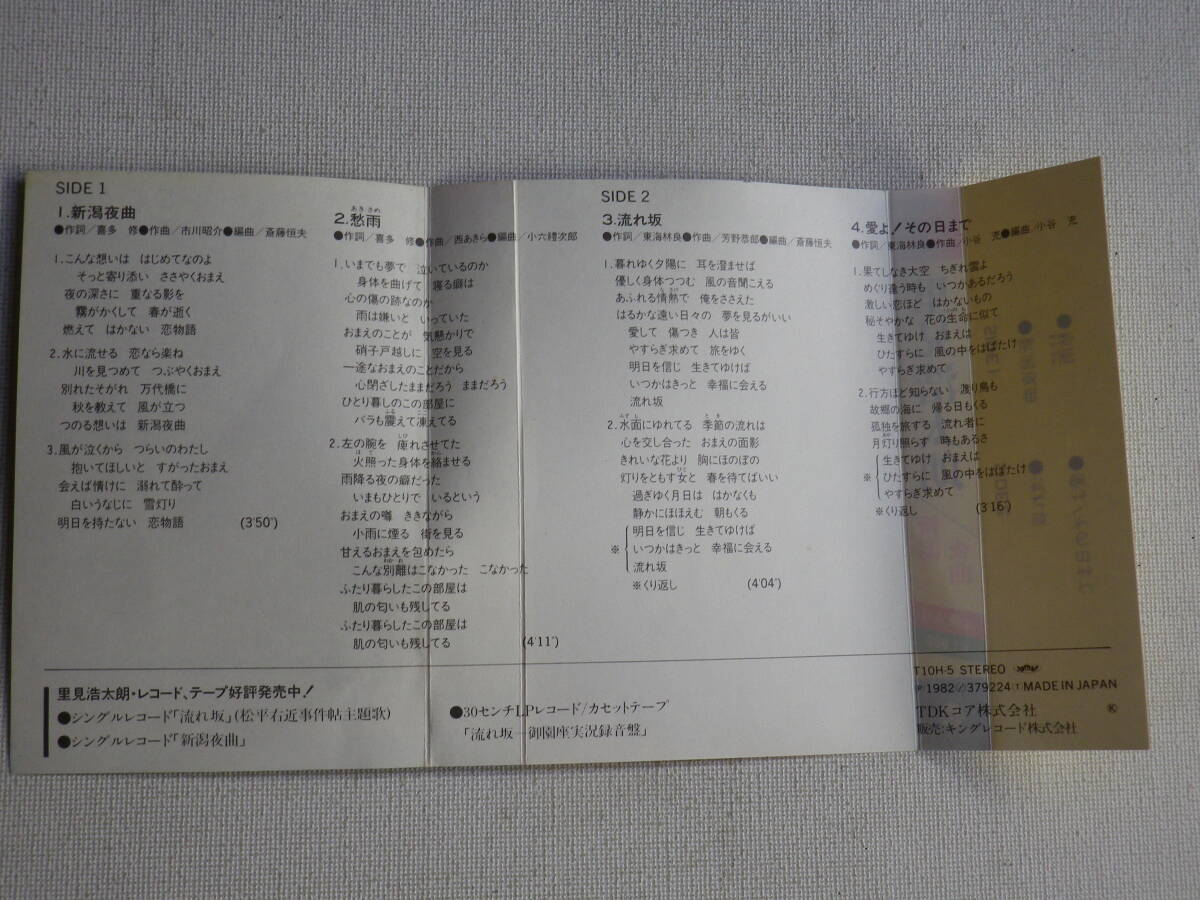 SIDE 1
1.新潟夜曲
●作詞/喜多 修●作曲/市川昭介●編曲/斎藤恒夫
1.こんな想いは はじめてなのよ
そっと寄り添い ささやくおまえ
夜の深さに 重なる影を
靄がかくして 春が逝く
燃えて はかない 恋物語
2.水に流せる 恋なら楽ね
川を見つめて つぶやくおまえ
別れたそがれ 万代橋に
秋を教えて 風が立つ
つのる想いは 新潟夜曲
3.風が泣くから つらいのわたし
抱いてほしいと すがったおまえ
会えば情けに 溺れて酔って
白いうなじに 雪灯り
明日を持たない 恋物語 (3'50")
あきさめ
2.愁雨
●作詞/喜多 修●作曲/西あきら●編曲/小六禮次郎
1.いまでも夢で 泣いているのか
身体を曲げて 寝る癖は
心の傷の跡なのか
雨は嫌いと いっていた
おまえのことが 気懸かりで
硝子戸越しに 空を見る
一途なおまえのことだから
心閉ざしたままだろう ままだろう
ひとり暮しのこの部屋に
バラも震えて凍えてる
2.左の腕を 痺れさせてた
火照った身体を絡ませる
雨降る夜の癖だった
いまもひとりで いるという
おまえの噂 ききながら
小雨に煙る 街を見る
甘えるおまえを包めたら
こんな別離はこなかった こなかった
ふたり暮らしたこの部屋は
肌の匂いも残してる
ふたり暮らしたこの部屋は
肌の匂いも残してる (4'11")
SIDE 2
3.流れ坂
●作詞/東海林良●作曲/芳野恭郎●編曲/斎藤恒夫
1.暮れゆく夕陽に 耳を澄ませば
優しく身体つつむ 風の音聞こえる
あふれる情熱で 俺をささえた
はるかな遠い日々の 夢を見るがいい
愛して 傷つき 人は皆
やすらぎ求めて 旅をゆく
明日を信じ 生きてゆけば
いつかはきっと 幸福に会える
流れ坂
2.水面にゆれてる 季節の流れは
心を交し合った おまえの面影
きれいな花より 胸にほのぼの
灯りをともす女と 春を待てばいい
過ぎゆく月日は はかなくも
静かにほほえむ 朝もくる
※ 明日を信じ 生きてゆけば
いつかはきっと 幸福に会える
流れ坂
※くり返し (4'04")
4.愛よ!その日まで
●作詞/東海林良●作曲/小谷 充●編曲/小谷 充
1.果てしなき大空 ちぎれ雲よ
めぐり逢う時も いつかあるだろう
激しい恋ほど はかないもの
秘そやかな 花の生命に似て
生きてゆけ おまえは
ひたすらに 風の中をはばたけ
やすらぎ求めて
2.行方ほど知らない 渡り鳥も
故郷の海に 帰る日もくる
孤独を旅する 流れ者に
月灯り照らす 時もあるさ
※ 生きてゆけ おまえは
ひたすらに 風の中をはばたけ
やすらぎ求めて
※くり返し (3'16")
里見浩太朗・レコード、テープ好評発売中!
●シングルレコード「流れ坂」(松平右近事件帖主題歌)
●シングルレコード「新潟夜曲」
●30センチLPレコード/カセットテープ
「流れ坂—御園座実況録音盤」
T10H-5 STEREO
℗1982/379224 MADE IN JAPAN
TDKコア株式会社 Ⓚ
販売:キングレコード株式会社